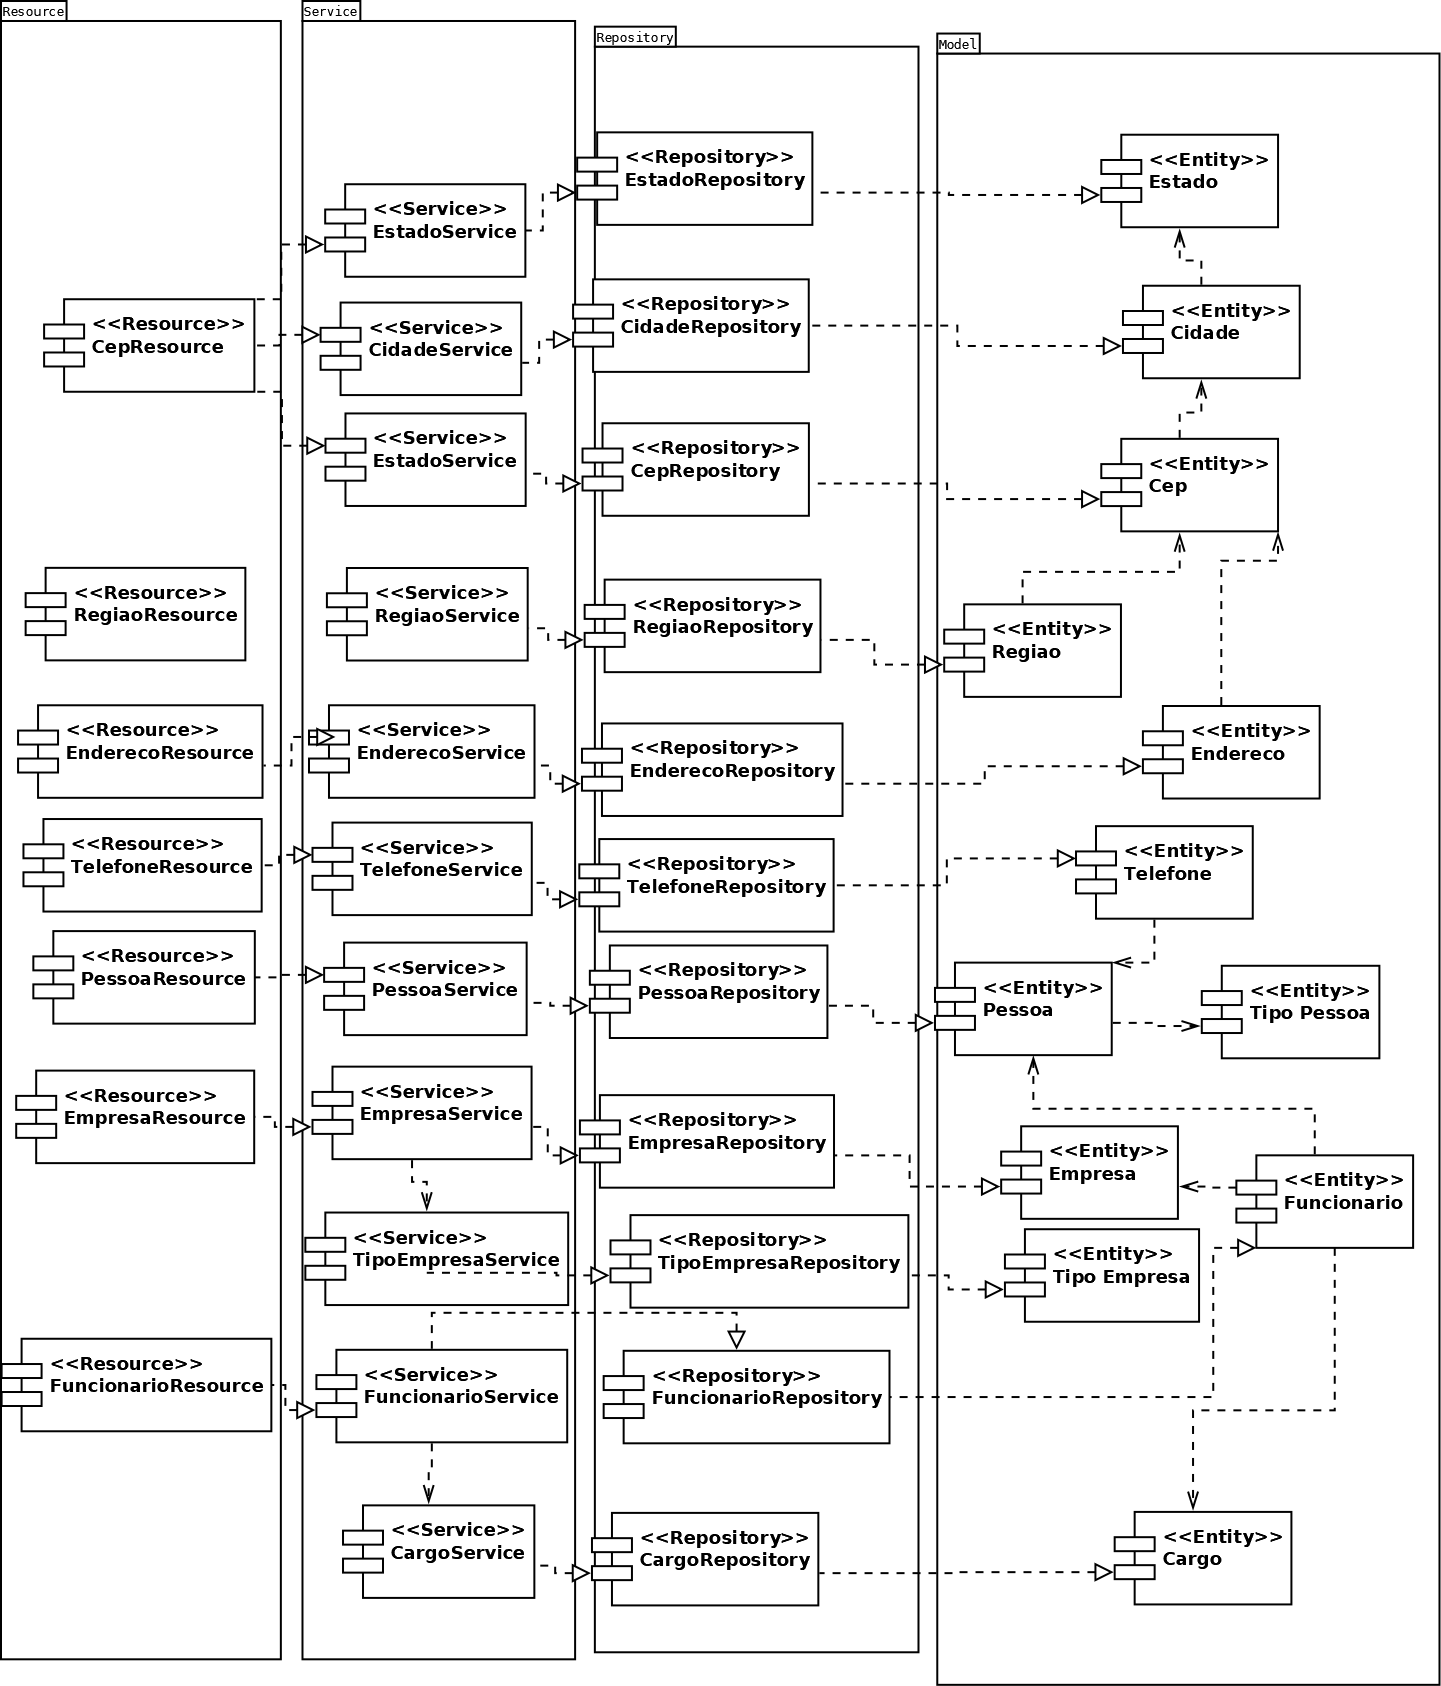 Resource
<<Resource>>
CepResource
<<Resource>>
RegiaoResource
<<Resource>>
EnderecoResource
<<Resource>>
TelefoneResource
<<Resource>>
PessoaResource
<<Resource>>
EmpresaResource
<<Resource>>
FuncionarioResource
Service
<<Service>>
EstadoService
<<Service>>
CidadeService
<<Service>>
EstadoService
<<Service>>
RegiaoService
<<Service>>
EnderecoService
<<Service>>
TelefoneService
<<Service>>
PessoaService
<<Service>>
EmpresaService
<<Service>>
TipoEmpresaService
<<Service>>
FuncionarioService
<<Service>>
CargoService
Repository
<<Repository>>
EstadoRepository
<<Repository>>
CidadeRepository
<<Repository>>
CepRepository
<<Repository>>
RegiaoRepository
<<Repository>>
EnderecoRepository
<<Repository>>
TelefoneRepository
<<Repository>>
PessoaRepository
<<Repository>>
EmpresaRepository
<<Repository>>
TipoEmpresaRepository
<<Repository>>
FuncionarioRepository
<<Repository>>
CargoRepository
Model
<<Entity>>
Estado
<<Entity>>
Cidade
<<Entity>>
Cep
<<Entity>>
Regiao
<<Entity>>
Endereco
<<Entity>>
Telefone
<<Entity>>
Pessoa
<<Entity>>
Tipo Pessoa
<<Entity>>
Empresa
<<Entity>>
Funcionario
<<Entity>>
Tipo Empresa
<<Entity>>
Cargo